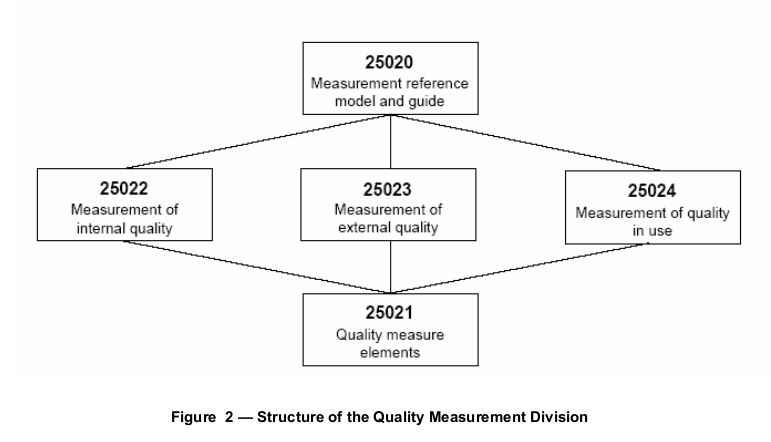 25020
Measurement reference
model and guide
25022
Measurement of
internal quality
25023
Measurement of
external quality
25024
Measurement of quality
in use
25021
Quality measure
elements
Figure 2 — Structure of the Quality Measurement Division